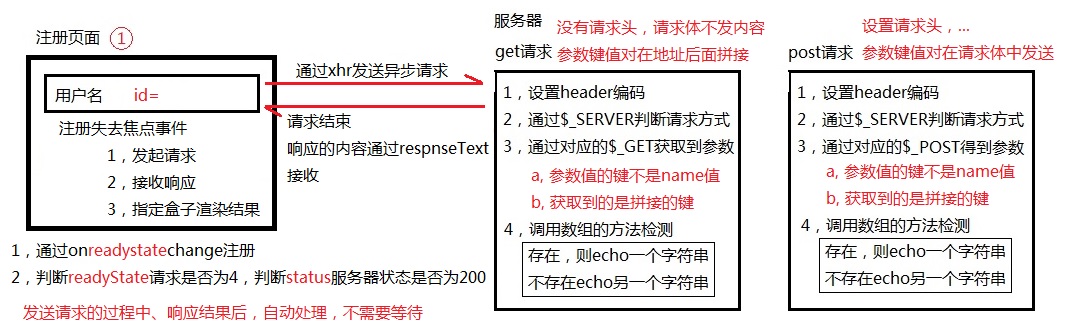 注册页面 ①
用户名 id=
注册失去焦点事件
1，发起请求
2，接收响应
3，指定盒子渲染结果
1，通过onreadystatechange注册
2，判断readyState请求是否为4，判断status服务器状态是否为200
发送请求的过程中、响应结果后，自动处理，不需要等待
通过xhr发送异步请求
请求结束
响应的内容通过respnseText
接收
服务器
get请求
没有请求头，请求体不发内容
参数键值对在地址后面拼接
1，设置header编码
2，通过$_SERVER判断请求方式
3，通过对应的$_GET获取到参数
a, 参数值的键不是name值
b, 获取到的是拼接的键
4，调用数组的方法检测
存在，则echo一个字符串
不存在echo另一个字符串
设置请求头，...
post请求 参数键值对在请求体中发送
1，设置header编码
2，通过$_SERVER判断请求方式
3，通过对应的$_POST得到参数
a, 参数值的键不是name值
b, 获取到的是拼接的键
4，调用数组的方法检测
存在，则echo一个字符串
不存在echo另一个字符串